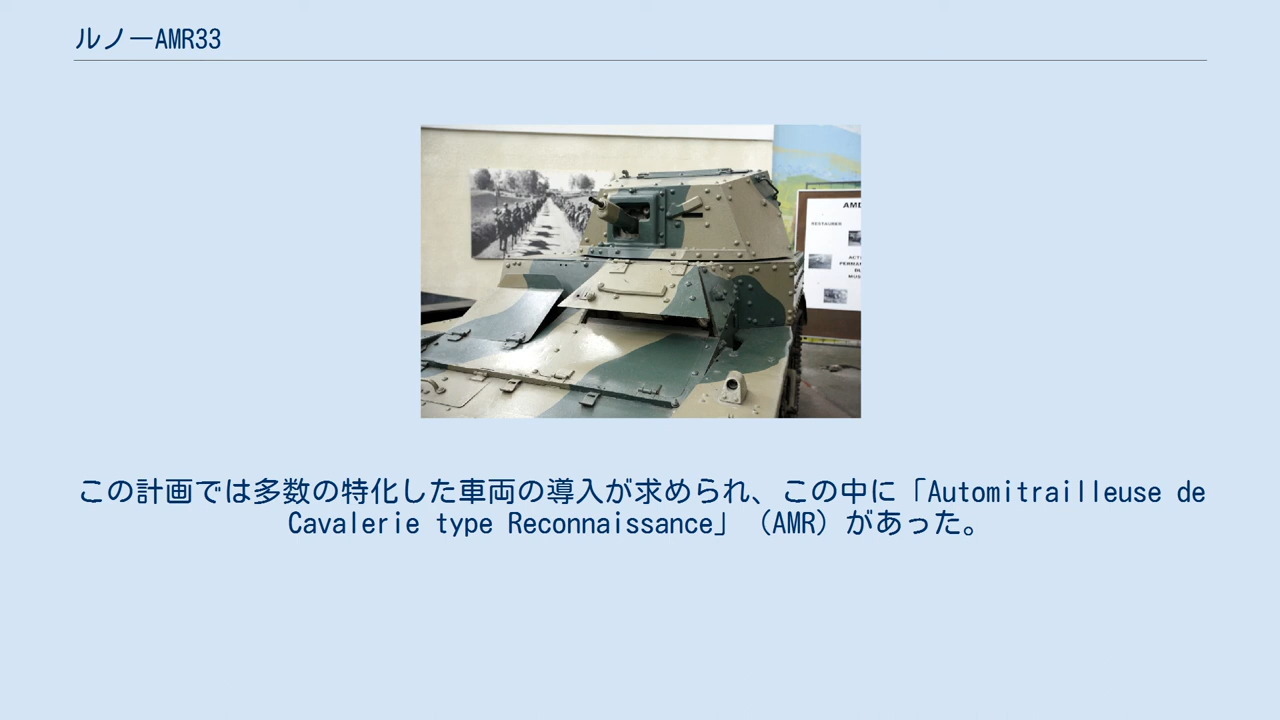 ルノーAMR33
AMD
RESTAURER
この計画では多数の特化した車両の導入が求められ、この中に「Automitrailleuse de
Cavalerie type Reconnaissance」（AMR）があった。